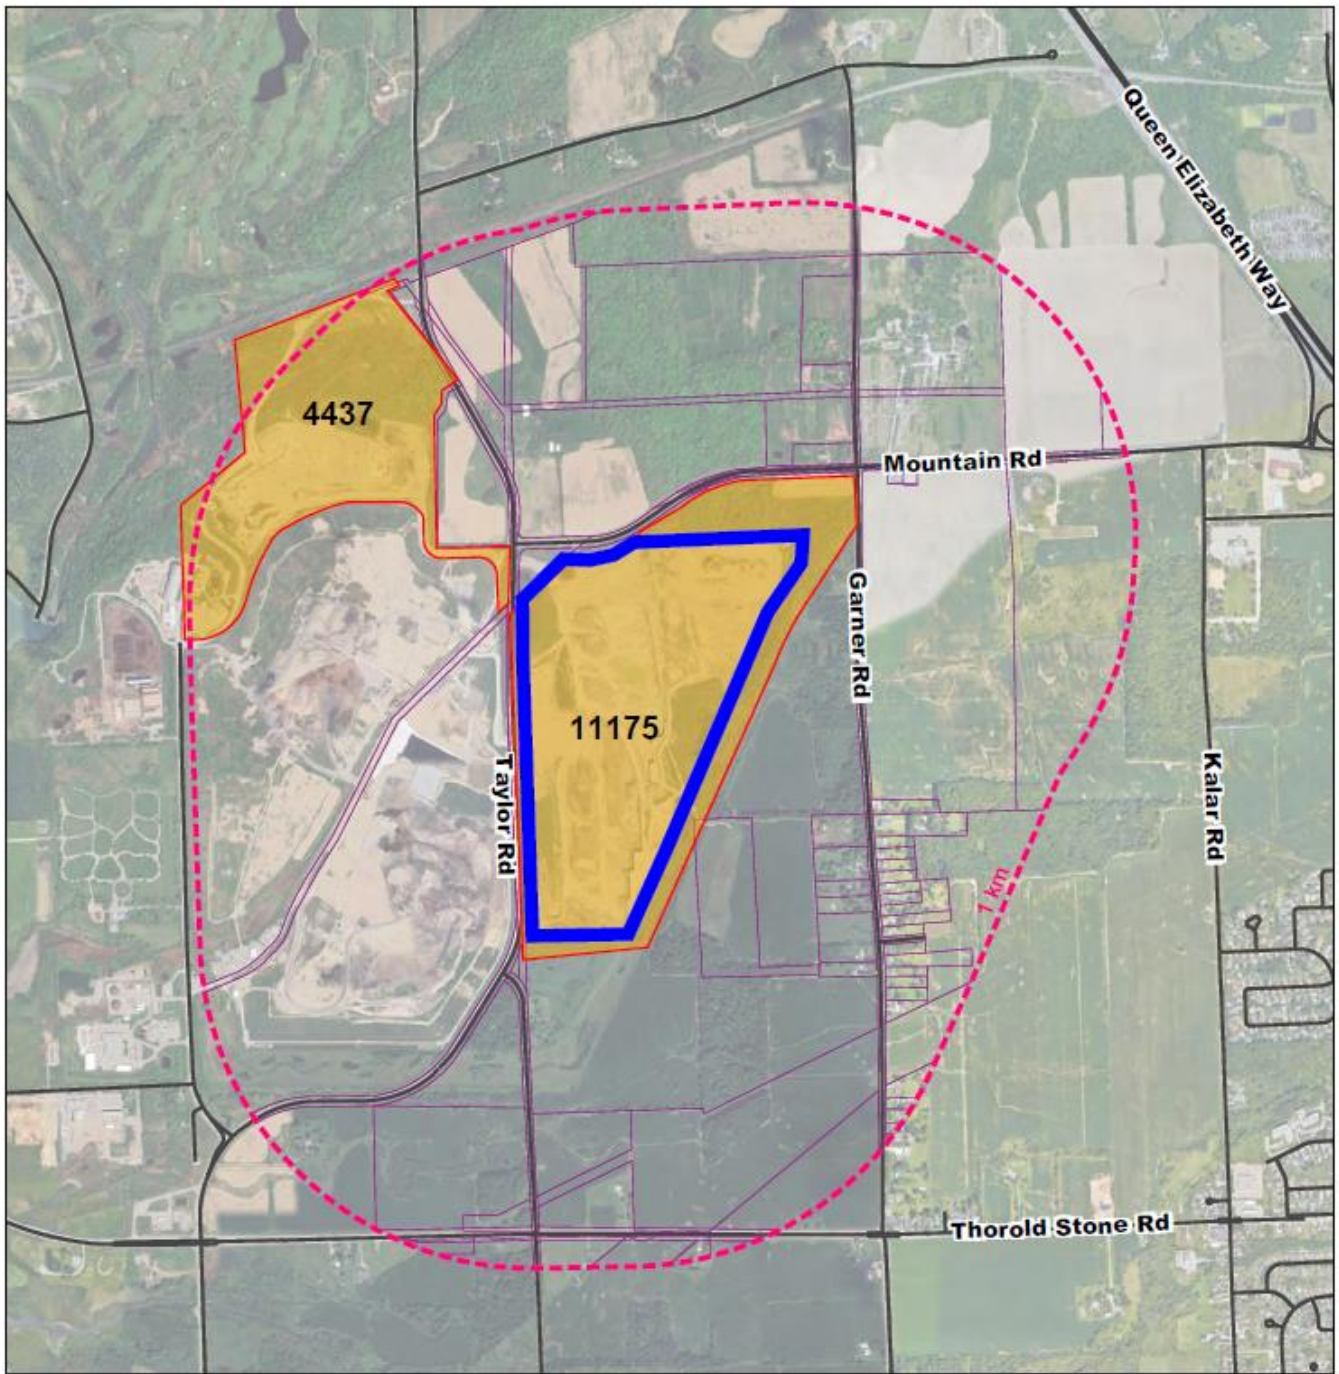 Queen Elizabeth Way
4437
Mountain Rd
Garner Rd
11175
Taylor Rd
Kalar Rd
1 km
Thorold Stone Rd